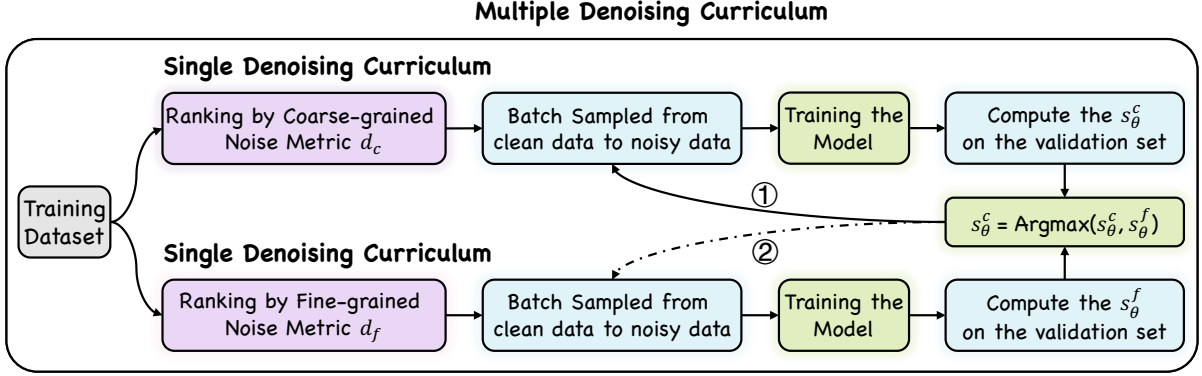 Multiple Denoising Curriculum
Single Denoising Curriculum
Ranking by Coarse-grained
Noise Metric d_c
Batch Sampled from
clean data to noisy data
Training the
Model
Compute the s_θ^c
on the validation set
①
Training
Dataset
s_θ^c = Argmax(s_θ^c, s_θ^f)
②
Single Denoising Curriculum
Ranking by Fine-grained
Noise Metric d_f
Batch Sampled from
clean data to noisy data
Training the
Model
Compute the s_θ^f
on the validation set